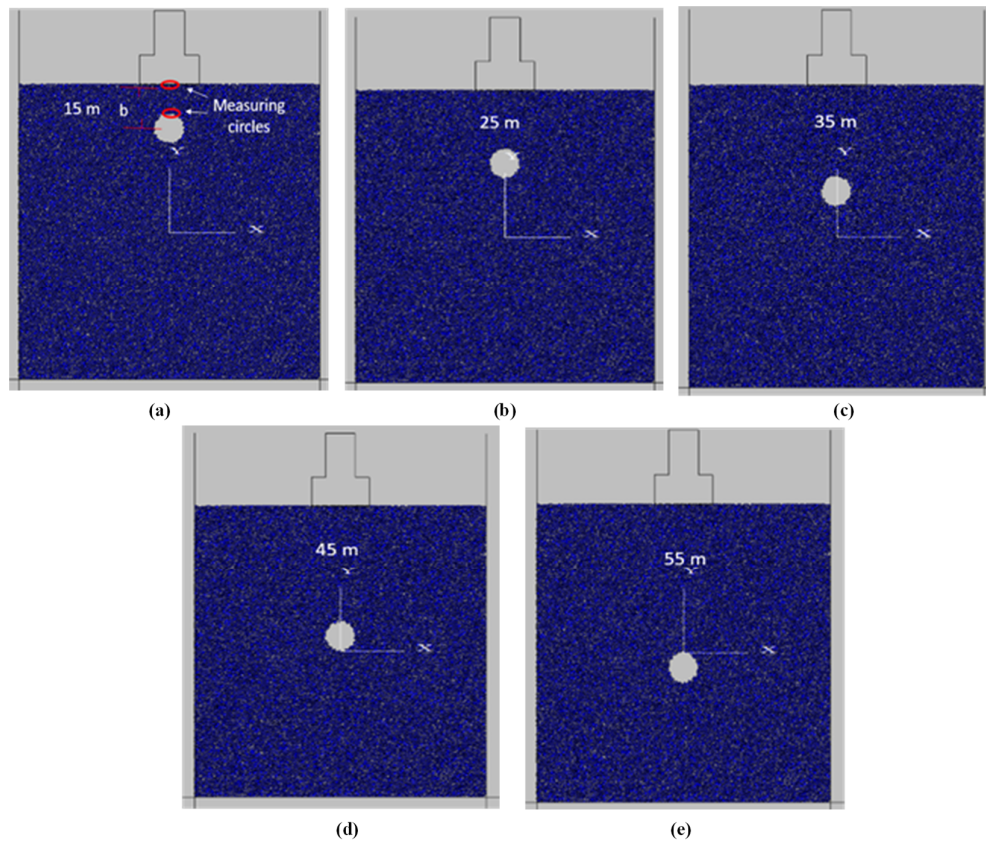 15 m b Measuring
circles
Y
X
(a)
25 m
Y
X
(b)
35 m
Y
X
(c)
45 m
Y
X
(d)
55 m
Y
X
(e)